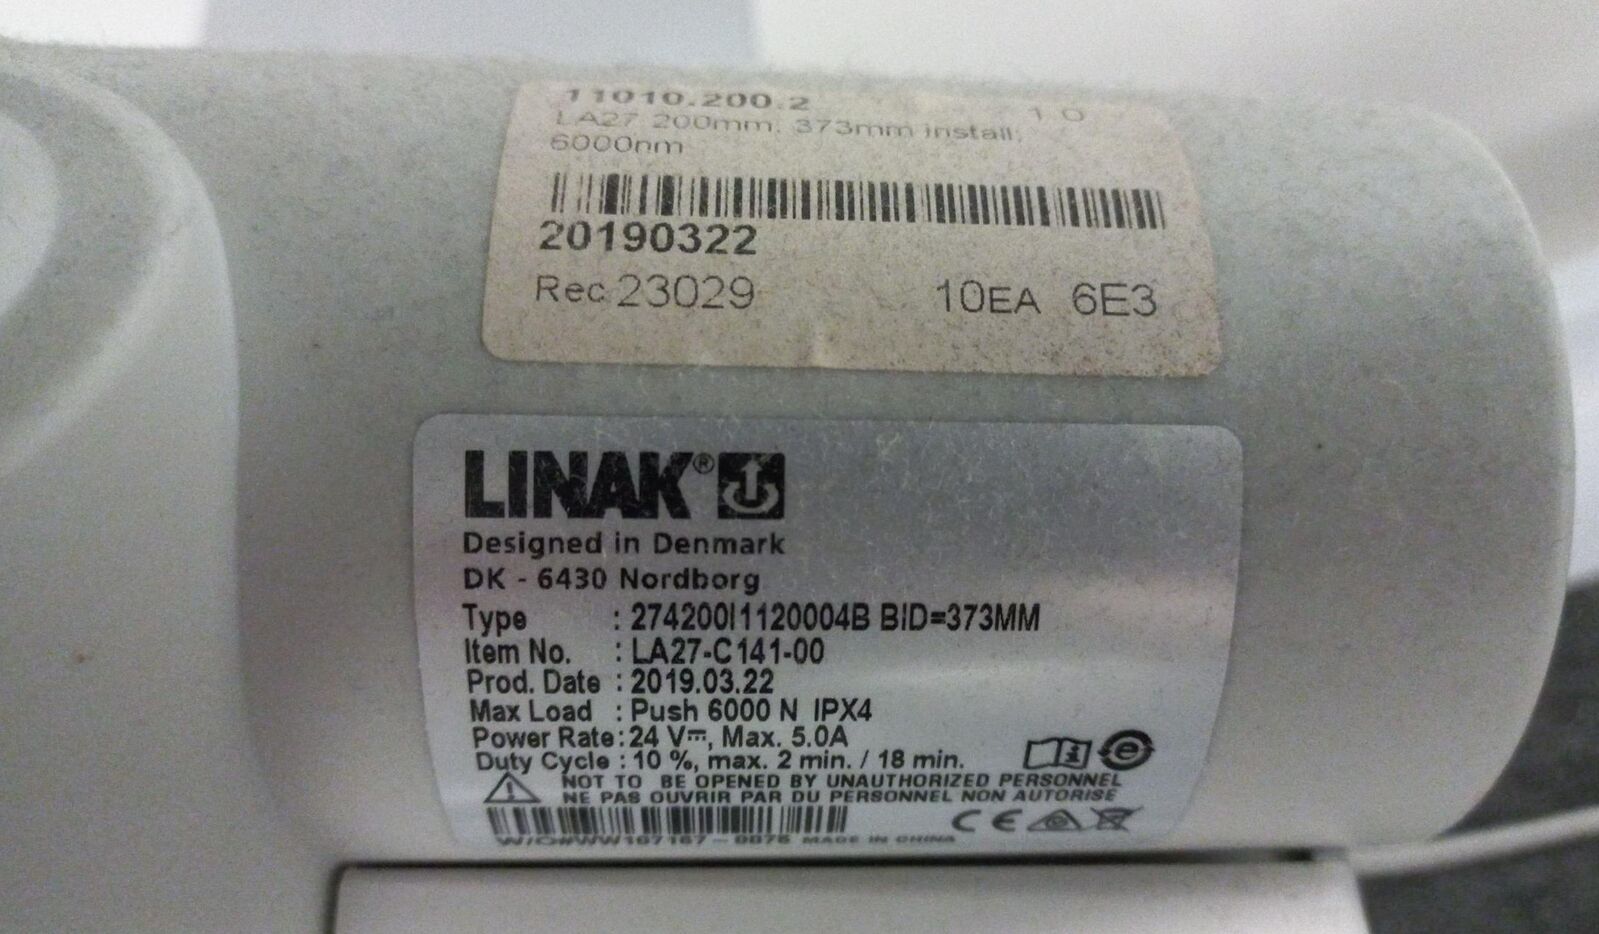 11010.200.2
1.0
LA27 200mm, 373mm install,
6000nm
20190322
Rec 23029 10EA 6E3
LINAK®
Designed in Denmark
DK - 6430 Nordborg
Type : 274200I1120004B BID=373MM
Item No. : LA27-C141-00
Prod. Date : 2019.03.22
Max Load : Push 6000 N IPX4
Power Rate : 24 V⎓, Max. 5.0A
Duty Cycle : 10 %, max. 2 min. / 18 min.
NOT TO BE OPENED BY UNAUTHORIZED PERSONNEL
NE PAS OUVRIR PAR DU PERSONNEL NON AUTORISE
CE
W/O#WW167167-0076 MADE IN CHINA